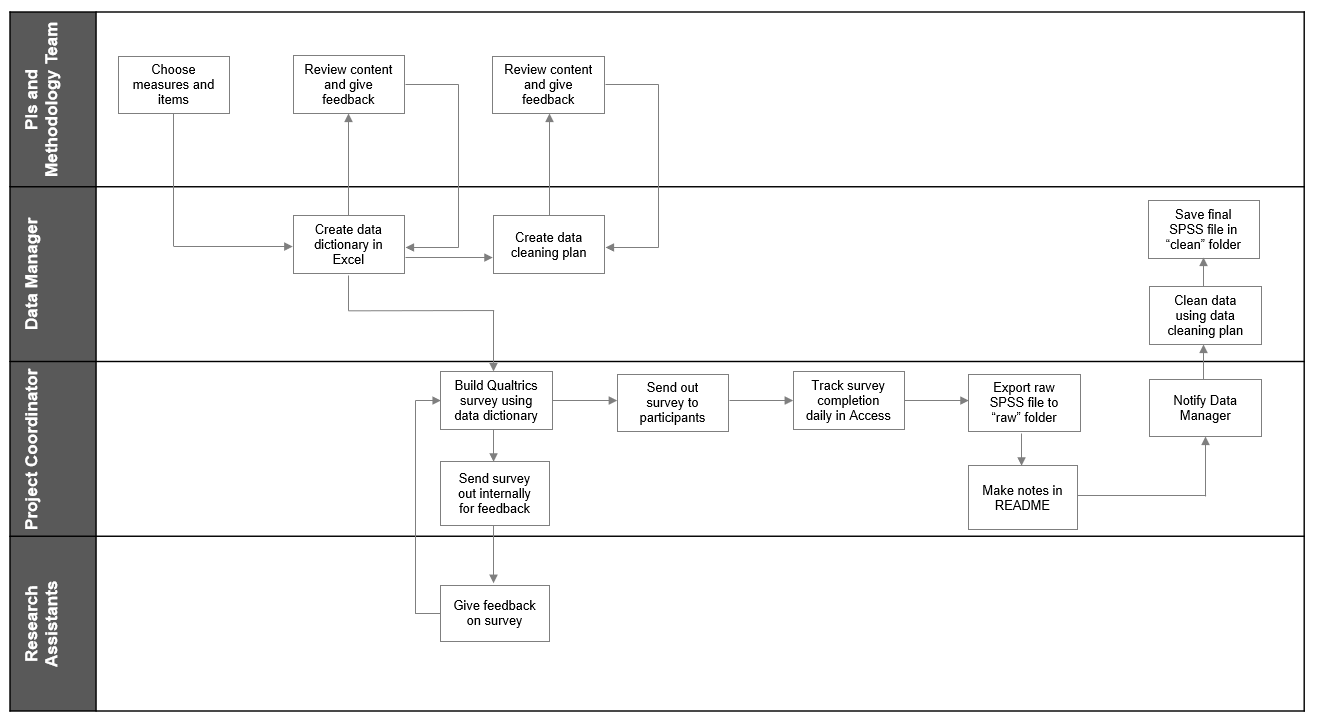 PIs and
Methodology Team
Choose
measures and
items
Review content
and give
feedback
Review content
and give
feedback
Data Manager
Create data
dictionary in
Excel
Create data
cleaning plan
Save final
SPSS file in
“clean” folder
Clean data
using data
cleaning plan
Project Coordinator
Build Qualtrics
survey using
data dictionary
Send out
survey to
participants
Track survey
completion
daily in Access
Export raw
SPSS file to
“raw” folder
Notify Data
Manager
Send survey
out internally
for feedback
Make notes in
README
Research
Assistants
Give feedback
on survey